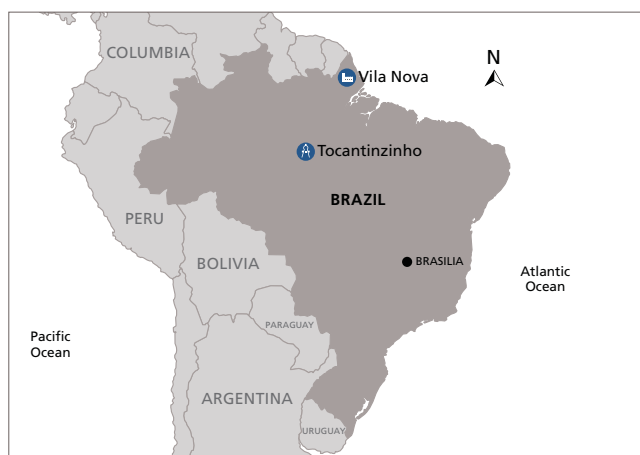 COLUMBIA
N
Vila Nova
Tocantinzinho
BRAZIL
PERU
BOLIVIA
BRASILIA
Atlantic
Ocean
PARAGUAY
Pacific
Ocean
ARGENTINA
URUGUAY